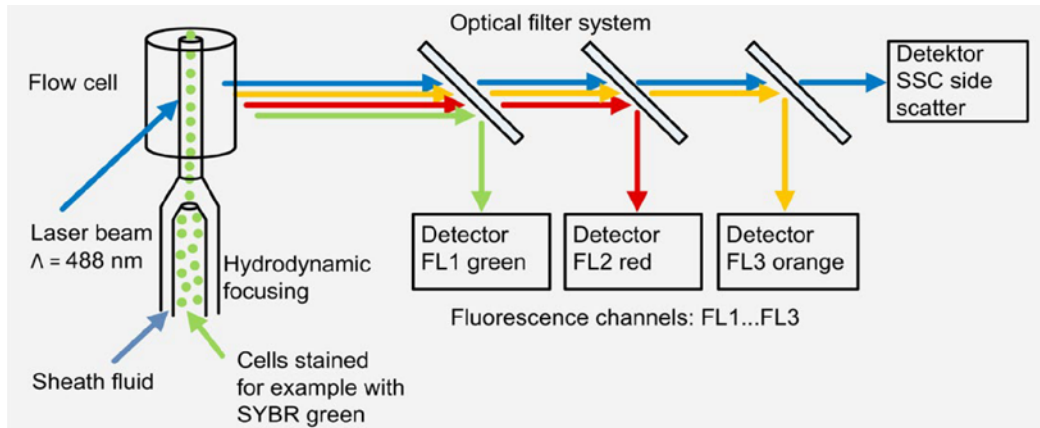 Optical filter system
Flow cell
Detektor
SSC side
scatter
Laser beam
Λ = 488 nm
Hydrodynamic
focusing
Detector
FL1 green
Detector
FL2 red
Detector
FL3 orange
Fluorescence channels: FL1...FL3
Sheath fluid
Cells stained
for example with
SYBR green